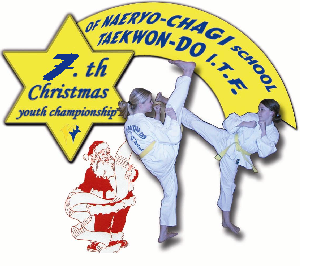 OF NAERYO-CHAGI SCHOOL
TAEKWON-DO I.T.F.
7. th
Christmas
youth championship